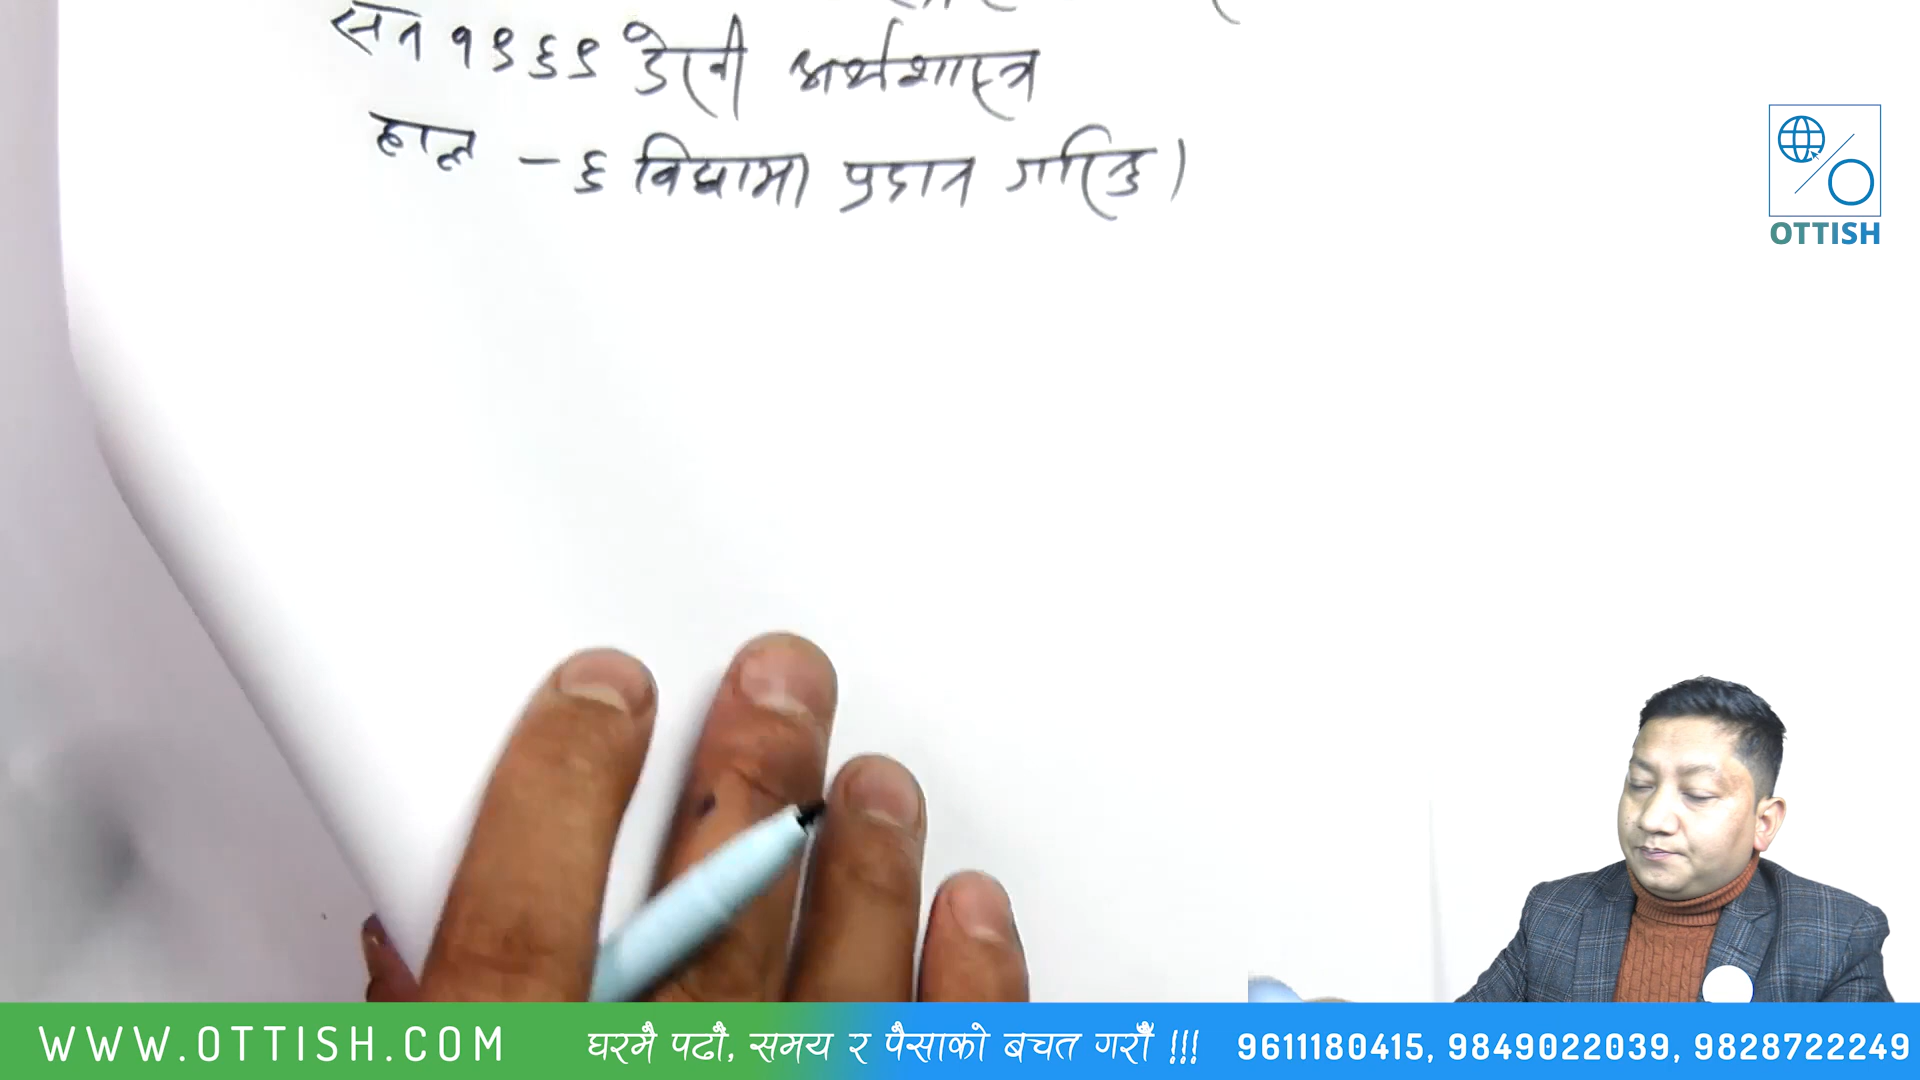 सन १९६९ देखी अर्थशास्त्र
हाल - ६ विद्यामा प्रदान गरिन्छ।
OTTISH
WWW.OTTISH.COM घरमै पढौं, समय र पैसाको बचत गरौं !!! 9611180415, 9849022039, 9828722249